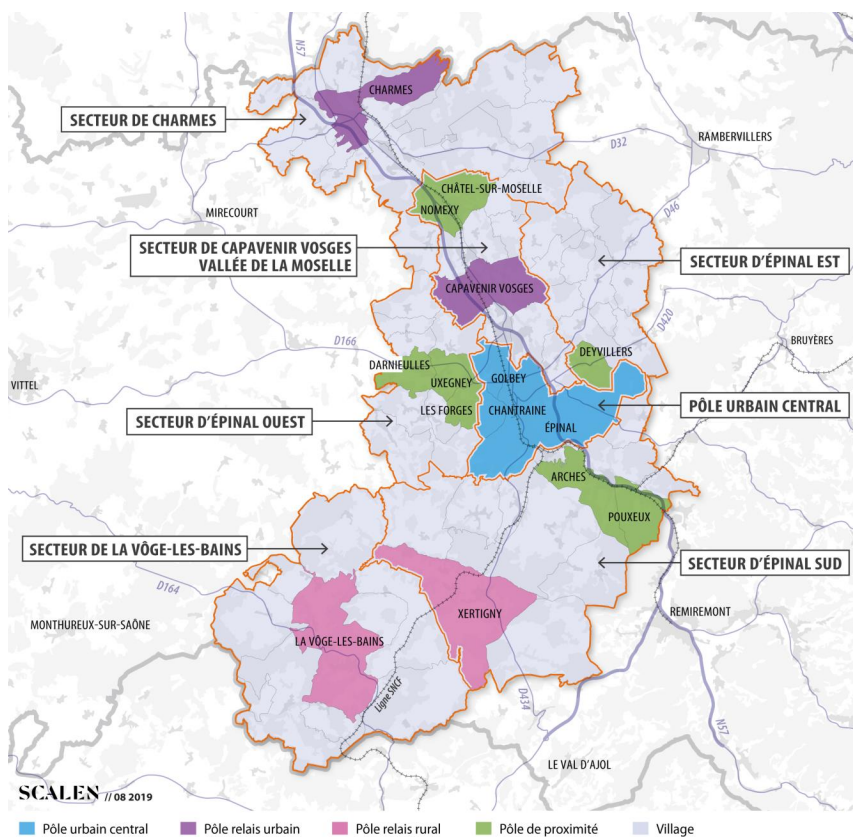 N57
CHARMES
SECTEUR DE CHARMES
D32
RAMBERVILLERS
CHÂTEL-SUR-MOSELLE
NOMEXY
MIRECOURT
D46
SECTEUR DE CAPAVENIR VOSGES
VALLÉE DE LA MOSELLE
SECTEUR D'ÉPINAL EST
CAPAVENIR VOSGES
D420
D166
BRUYÈRES
DEYVILLERS
DARNIEULLES
GOLBEY
UXEGNEY
VITTEL
LES FORGES
CHANTRAINE
PÔLE URBAIN CENTRAL
SECTEUR D'ÉPINAL OUEST
ÉPINAL
ARCHES
POUXEUX
SECTEUR DE LA VÔGE-LES-BAINS
SECTEUR D'ÉPINAL SUD
D164
XERTIGNY
REMIREMONT
MONTHUREUX-SUR-SAÔNE
LA VÔGE-LES-BAINS
Ligne SNCF
D434
N57
LE VAL D'AJOL
SCALEN // 08 2019
Pôle urbain central
Pôle relais urbain
Pôle relais rural
Pôle de proximité
Village